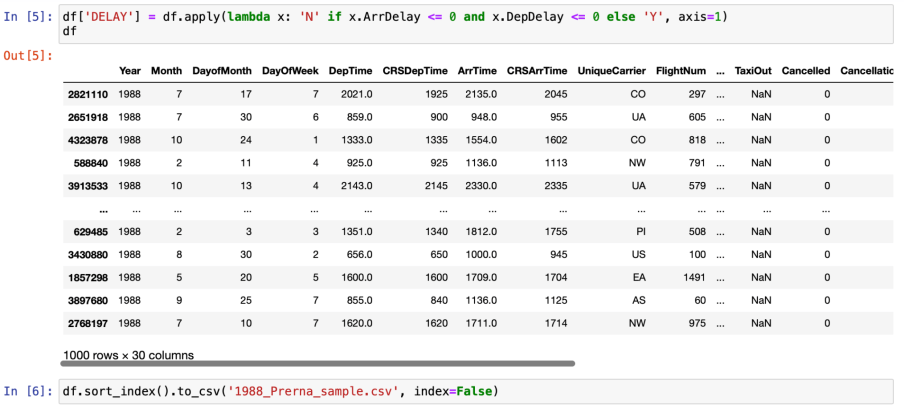 In [5]: df['DELAY'] = df.apply(lambda x: 'N' if x.ArrDelay <= 0 and x.DepDelay <= 0 else 'Y', axis=1)
df
Out[5]:
Year Month DayofMonth DayOfWeek DepTime CRSDepTime ArrTime CRSArrTime UniqueCarrier FlightNum ... TaxiOut Cancelled Cancellatic
2821110 1988 7 17 7 2021.0 1925 2135.0 2045 CO 297 ... NaN 0
2651918 1988 7 30 6 859.0 900 948.0 955 UA 605 ... NaN 0
4323878 1988 10 24 1 1333.0 1335 1554.0 1602 CO 818 ... NaN 0
588840 1988 2 11 4 925.0 925 1136.0 1113 NW 791 ... NaN 0
3913533 1988 10 13 4 2143.0 2145 2330.0 2335 UA 579 ... NaN 0
... ... ... ... ... ... ... ... ... ... ... ... ... ...
629485 1988 2 3 3 1351.0 1340 1812.0 1755 PI 508 ... NaN 0
3430880 1988 8 30 2 656.0 650 1000.0 945 US 100 ... NaN 0
1857298 1988 5 20 5 1600.0 1600 1709.0 1704 EA 1491 ... NaN 0
3897680 1988 9 25 7 855.0 840 1136.0 1125 AS 60 ... NaN 0
2768197 1988 7 10 7 1620.0 1620 1711.0 1714 NW 975 ... NaN 0
1000 rows × 30 columns
In [6]: df.sort_index().to_csv('1988_Prerna_sample.csv', index=False)